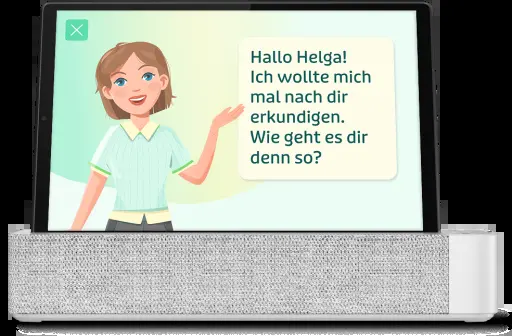 Hallo Helga!
Ich wollte mich
mal nach dir
erkundigen.
Wie geht es dir
denn so?